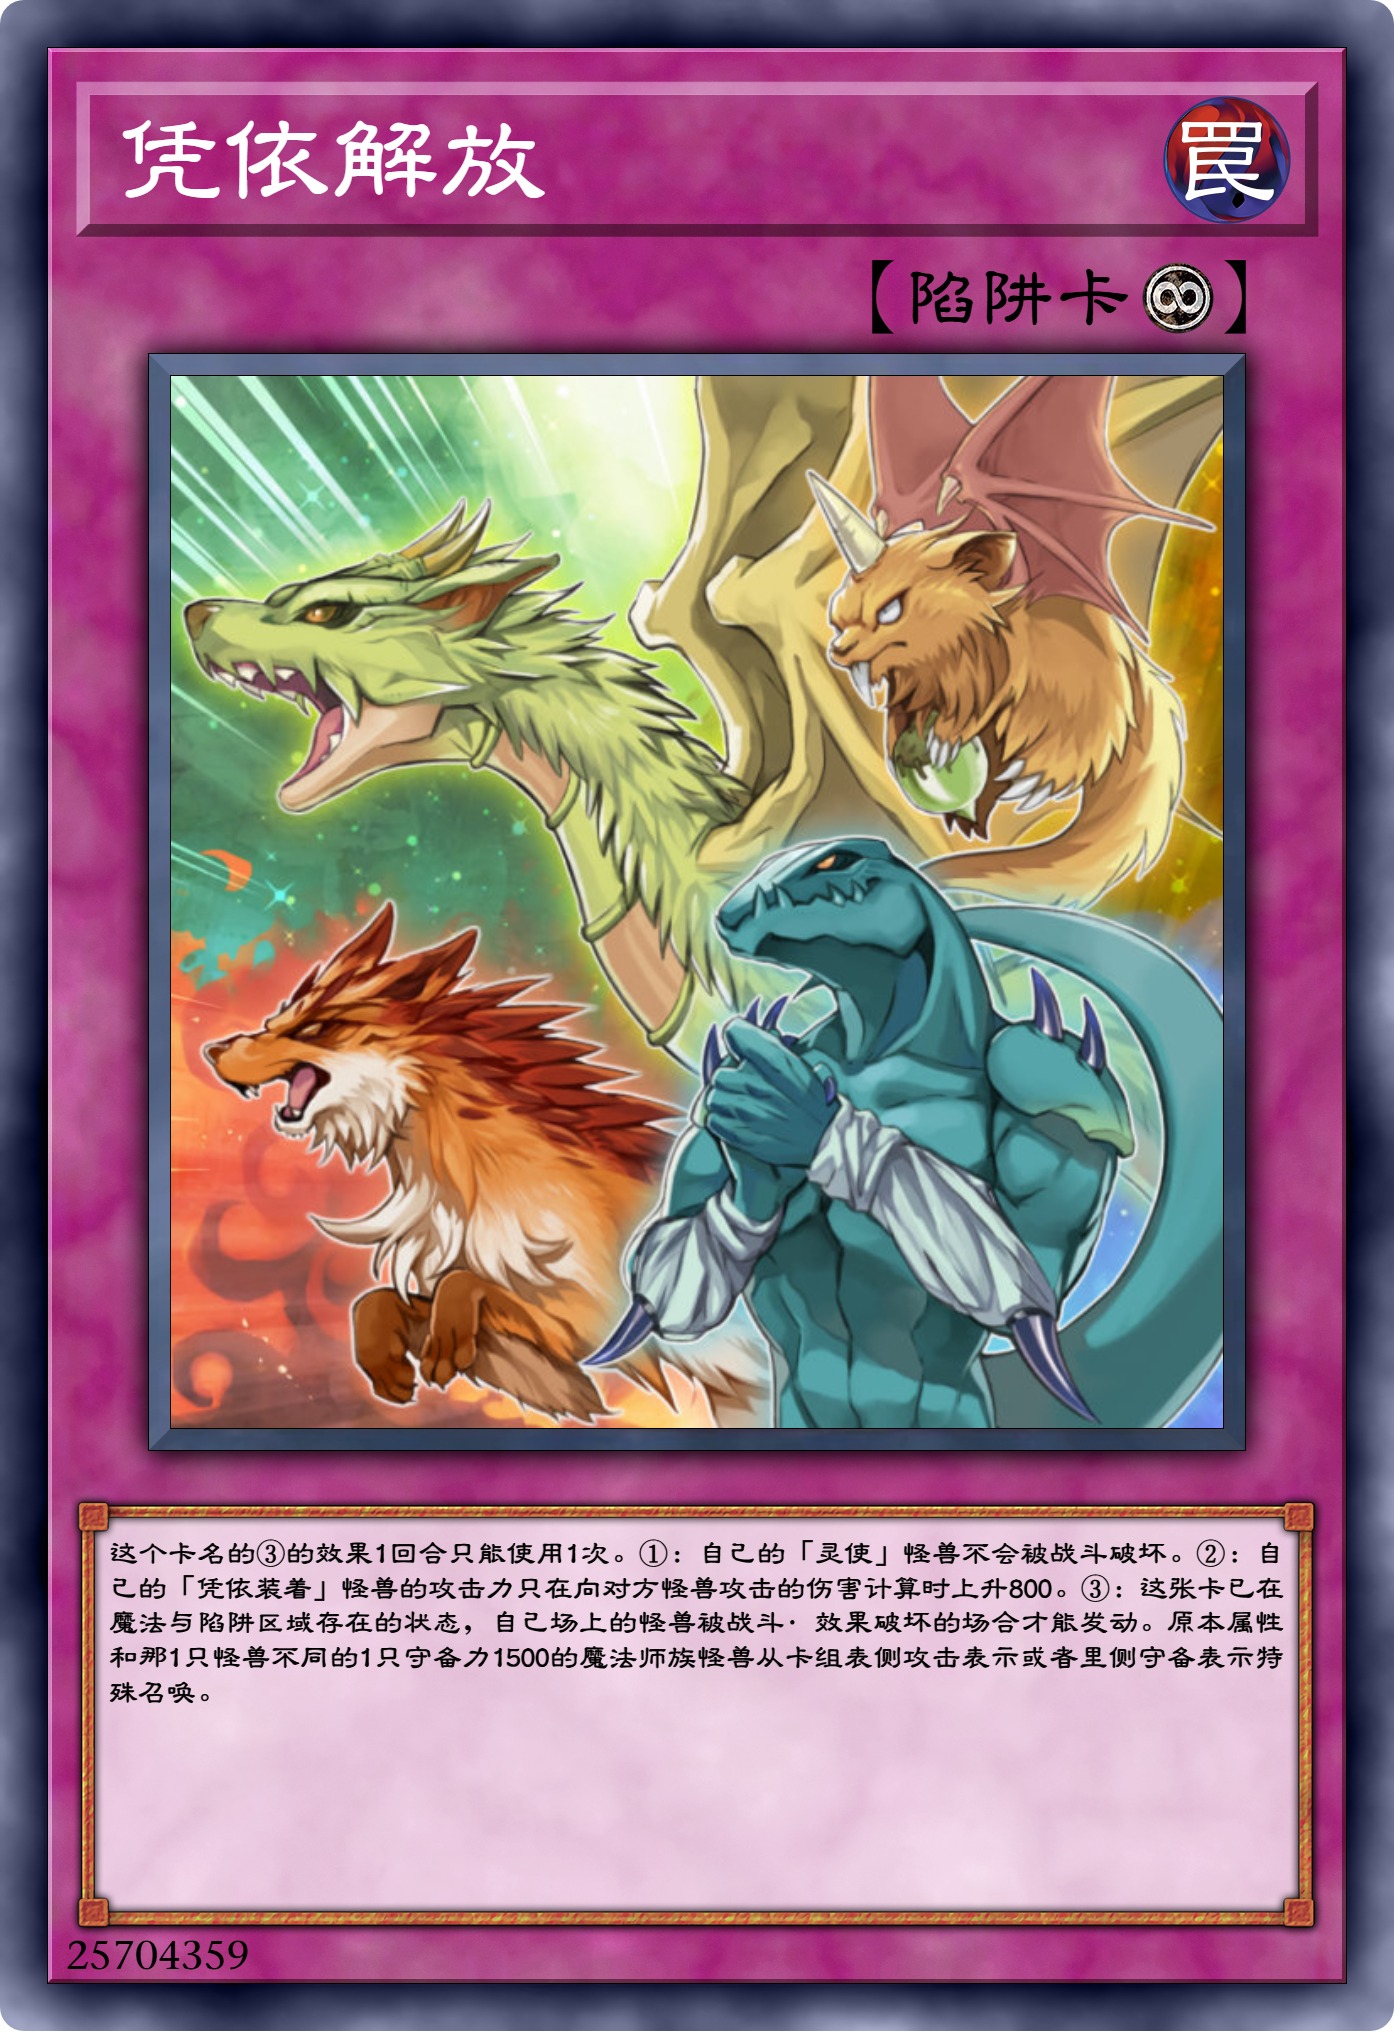 凭依解放
罠
【陷阱卡♾】
这个卡名的③的效果1回合只能使用1次。①：自己的「灵使」怪兽不会被战斗破坏。②：自
己的「凭依装着」怪兽的攻击力只在向对方怪兽攻击的伤害计算时上升800。③：这张卡已在
魔法与陷阱区域存在的状态，自己场上的怪兽被战斗·效果破坏的场合才能发动。原本属性
和那1只怪兽不同的1只守备力1500的魔法师族怪兽从卡组表侧攻击表示或者里侧守备表示特
殊召唤。
25704359